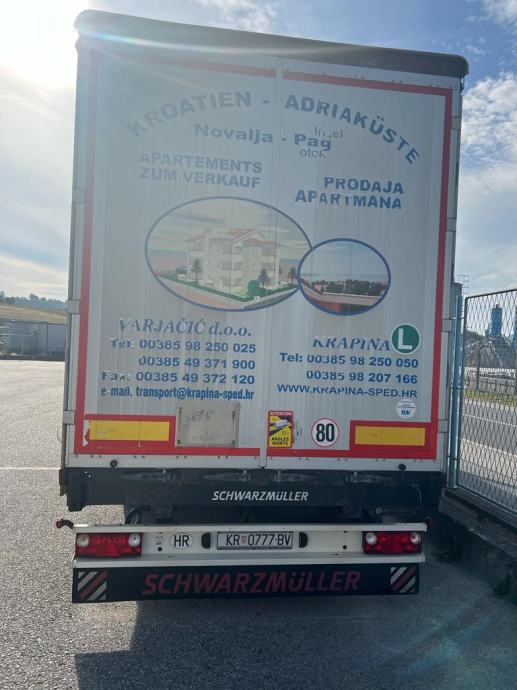 KROATIEN - ADRIAKÜSTE
Insel
Novalja - Pag
otok
APARTEMENTS
ZUM VERKAUF
PRODAJA
APARTMANA
VARJAČIĆ d.o.o.
Tel: 00385 98 250 025
00385 49 371 900
Fax: 00385 49 372 120
e-mail. transport@krapina-sped.hr
KRAPINA
L
Tel: 00385 98 250 050
00385 98 207 166
WWW.KRAPINA-SPED.HR
TÜV
ATTENTION
ANGLES
MORTS
80
SCHWARZMÜLLER
HR
KR 0777-BV
SCHWARZMÜLLER